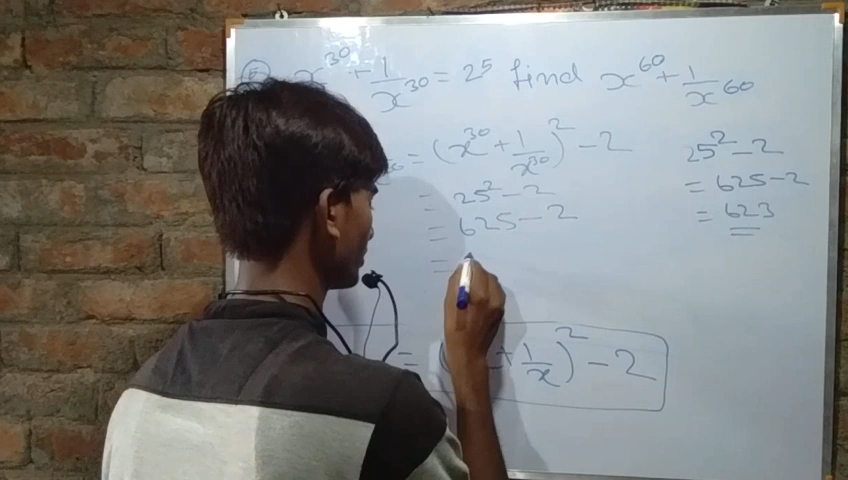 x³⁰ + 1/x³⁰ = 25 find x⁶⁰ + 1/x⁶⁰
= (x³⁰ + 1/x³⁰)² - 2
= 25² - 2
= 625 - 2
=
25² - 2
= 625 - 2
= 623
= ( + 1/x)² - 2